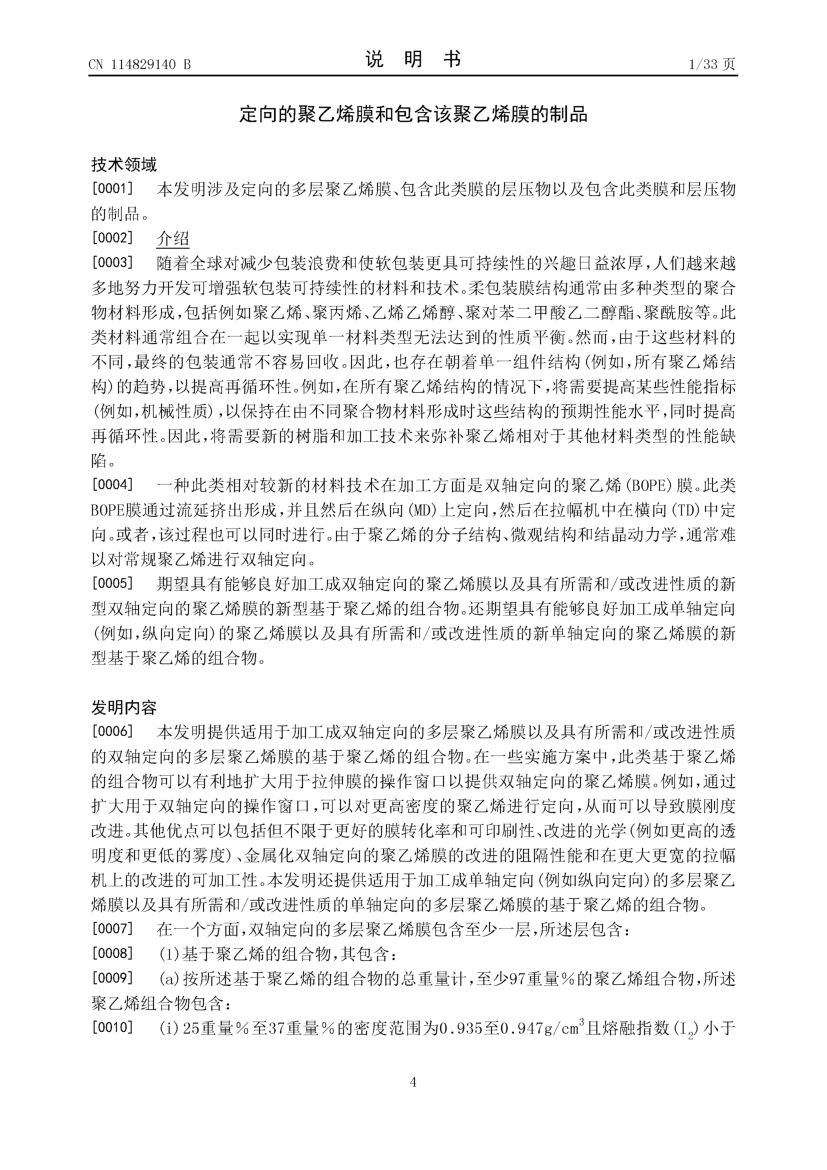 CN 114829140 B
说 明 书
1/33 页
定向的聚乙烯膜和包含该聚乙烯膜的制品
技术领域
[0001] 本发明涉及定向的多层聚乙烯膜、包含此类膜的层压物以及包含此类膜和层压物
的制品。
[0002] 介绍
[0003] 随着全球对减少包装浪费和使软包装更具可持续性的兴趣日益浓厚,人们越来越
多地努力开发可增强软包装可持续性的材料和技术。柔包装膜结构通常由多种类型的聚合
物材料形成,包括例如聚乙烯、聚丙烯、乙烯乙烯醇、聚对苯二甲酸乙二醇酯、聚酰胺等。此
类材料通常组合在一起以实现单一材料类型无法达到的性质平衡。然而,由于这些材料的
不同,最终的包装通常不容易回收。因此,也存在朝着单一组件结构(例如,所有聚乙烯结
构)的趋势,以提高再循环性。例如,在所有聚乙烯结构的情况下,将需要提高某些性能指标
(例如,机械性质),以保持在由不同聚合物材料形成时这些结构的预期性能水平,同时提高
再循环性。因此,将需要新的树脂和加工技术来弥补聚乙烯相对于其他材料类型的性能缺
陷。
[0004] 一种此类相对较新的材料技术在加工方面是双轴定向的聚乙烯(BOPE)膜。此类
BOPE膜通过流延挤出形成,并且然后在纵向(MD)上定向,然后在拉幅机中在横向(TD)中定
向。或者,该过程也可以同时进行。由于聚乙烯的分子结构、微观结构和结晶动力学,通常难
以对常规聚乙烯进行双轴定向。
[0005] 期望具有能够良好加工成双轴定向的聚乙烯膜以及具有所需和/或改进性质的新
型双轴定向的聚乙烯膜的新型基于聚乙烯的组合物。还期望具有能够良好加工成单轴定向
(例如,纵向定向)的聚乙烯膜以及具有所需和/或改进性质的新单轴定向的聚乙烯膜的新
型基于聚乙烯的组合物。
发明内容
[0006] 本发明提供适用于加工成双轴定向的多层聚乙烯膜以及具有所需和/或改进性质
的双轴定向的多层聚乙烯膜的基于聚乙烯的组合物。在一些实施方案中,此类基于聚乙烯
的组合物可以有利地扩大用于拉伸膜的操作窗口以提供双轴定向的聚乙烯膜。例如,通过
扩大用于双轴定向的操作窗口,可以对更高密度的聚乙烯进行定向,从而可以导致膜刚度
改进。其他优点可以包括但不限于更好的膜转化率和可印刷性、改进的光学(例如更高的透
明度和更低的雾度)、金属化双轴定向的聚乙烯膜的改进的阻隔性能和在更大更宽的拉幅
机上的改进的可加工性。本发明还提供适用于加工成单轴定向(例如纵向定向)的多层聚乙
烯膜以及具有所需和/或改进性质的单轴定向的多层聚乙烯膜的基于聚乙烯的组合物。
[0007] 在一个方面,双轴定向的多层聚乙烯膜包含至少一层,所述层包含:
[0008] (1)基于聚乙烯的组合物,其包含:
[0009] (a)按所述基于聚乙烯的组合物的总重量计,至少97重量%的聚乙烯组合物,所述
聚乙烯组合物包含:
[0010] (i)25重量%至37重量%的密度范围为0.935至0.947g/cm³且熔融指数(I₂)小于
4